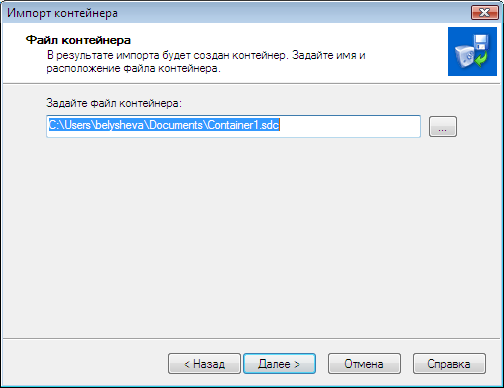 Импорт контейнера
Файл контейнера
В результате импорта будет создан контейнер. Задайте имя и
расположение файла контейнера.
Задайте файл контейнера:
C:\Users\belysheva\Documents\Container1.sdc
...
< Назад
Далее >
Отмена
Справка